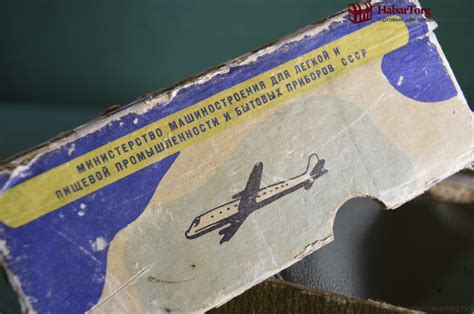 HabarTorg
МИНИСТЕРСТВО МАШИНОСТРОЕНИЯ ДЛЯ ЛЕГКОЙ И
ПИЩЕВОЙ ПРОМЫШЛЕННОСТИ И БЫТОВЫХ ПРИБОРОВ СССР